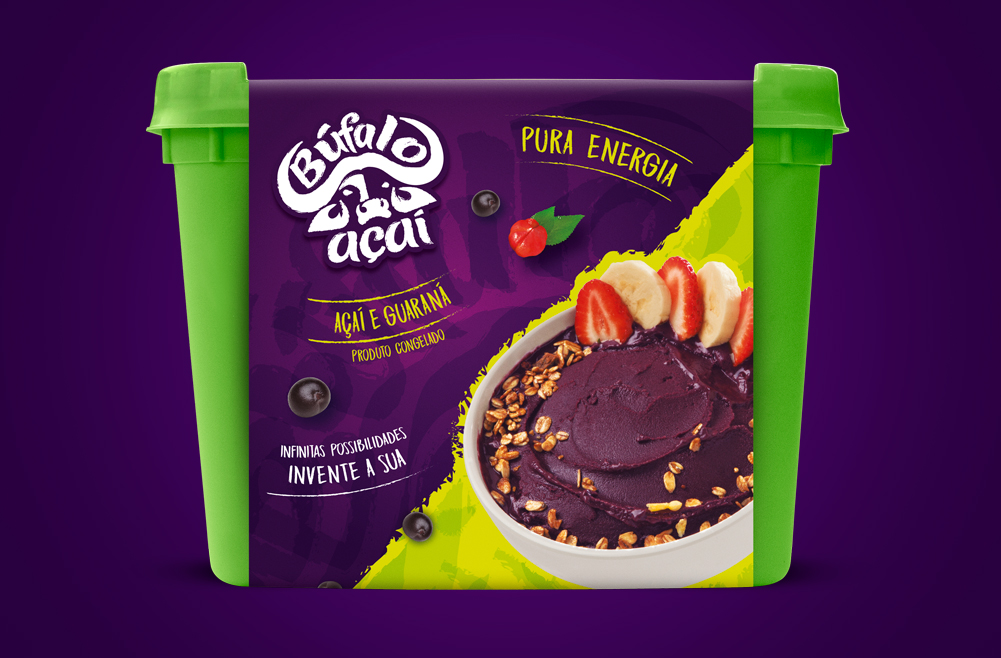 Búfalo
açaí
PURA ENERGIA
AÇAÍ E GUARANÁ
PRODUTO CONGELADO
INFINITAS POSSIBILIDADES
INVENTE A SUA